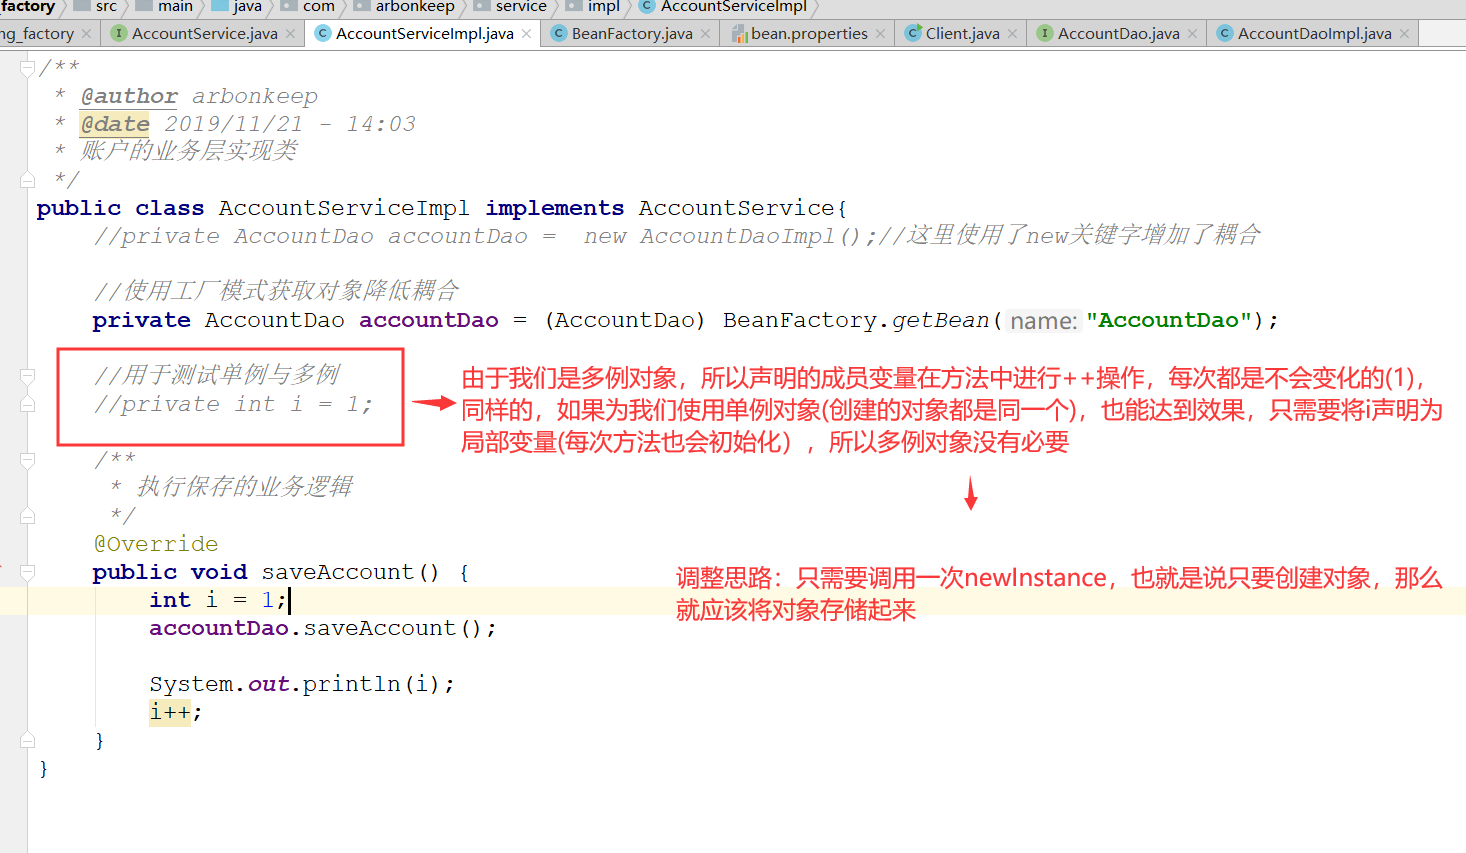 factory src main java com arbonkeep service impl AccountServiceImpl
ng_factory × AccountService.java × AccountServiceImpl.java × BeanFactory.java × bean.properties × Client.java × AccountDao.java × AccountDaoImpl.java ×
/**
* @author arbonkeep
* @date 2019/11/21 - 14:03
* 账户的业务层实现类
*/
public class AccountServiceImpl implements AccountService{
//private AccountDao accountDao =  new AccountDaoImpl();//这里使用了new关键字增加了耦合
//使用工厂模式获取对象降低耦合
private AccountDao accountDao = (AccountDao) BeanFactory.getBean( name: "AccountDao");
//用于测试单例与多例
//private int i = 1;
由于我们是多例对象，所以声明的成员变量在方法中进行++操作，每次都是不会变化的(1)，
同样的，如果为我们使用单例对象(创建的对象都是同一个)，也能达到效果，只需要将i声明为
局部变量(每次方法也会初始化），所以多例对象没有必要
/**
* 执行保存的业务逻辑
*/
@Override
public void saveAccount() {
int i = 1;
accountDao.saveAccount();
调整思路：只需要调用一次newInstance，也就是说只要创建对象，那么
就应该将对象存储起来
System.out.println(i);
i++;
}
}